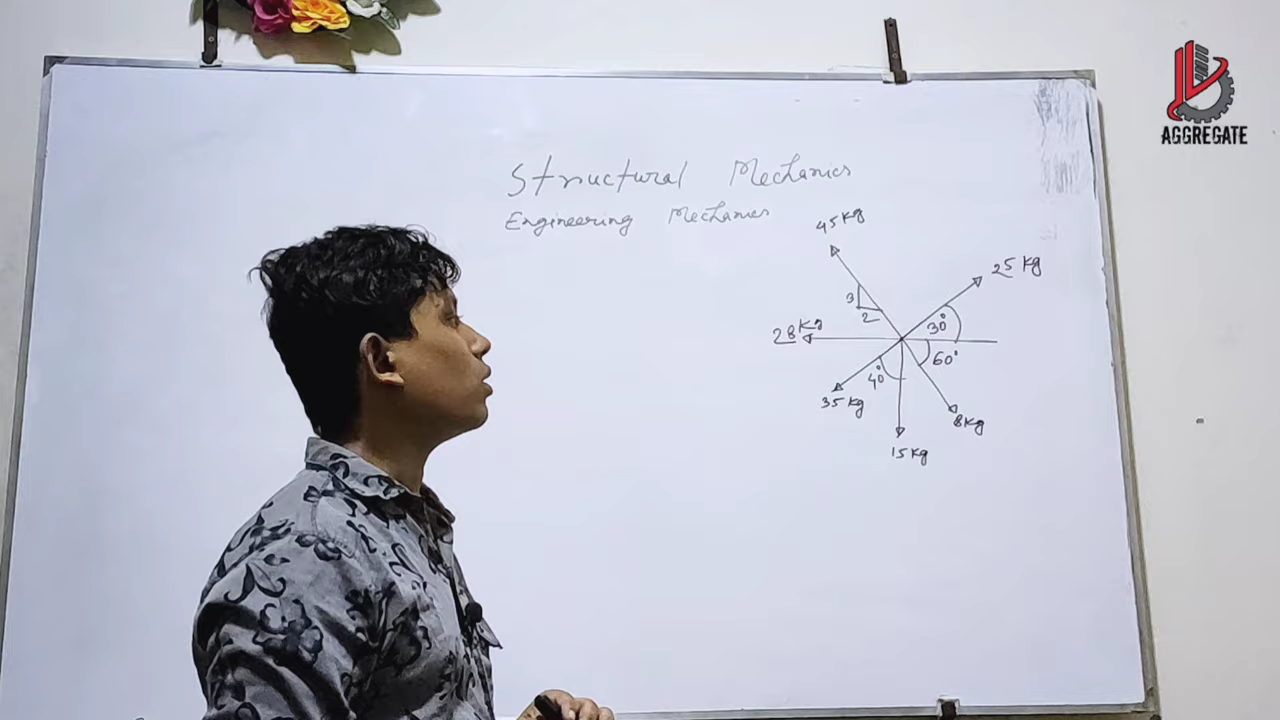 AGGREGATE
Structural Mechanics
Engineering Mechanics
45 Kg
25 Kg
3
2
28 Kg
30°
60°
40°
35 Kg
8 Kg
15 Kg